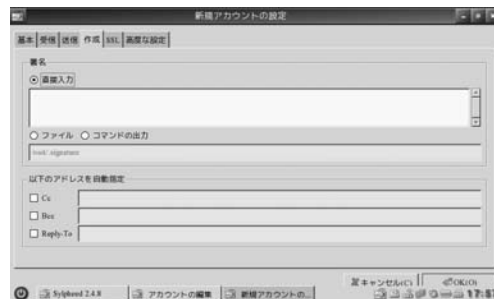 新規アカウントの設定
基本 受信 送信 作成 SSL 高度な設定
署名
直接入力
ファイル コマンドの出力
以下のアドレスを自動指定
Cc
Bcc
Reply-To
キャンセル(C) OK(O)
Sylpheed 2.4.8 アカウントの編集 新規アカウントの...